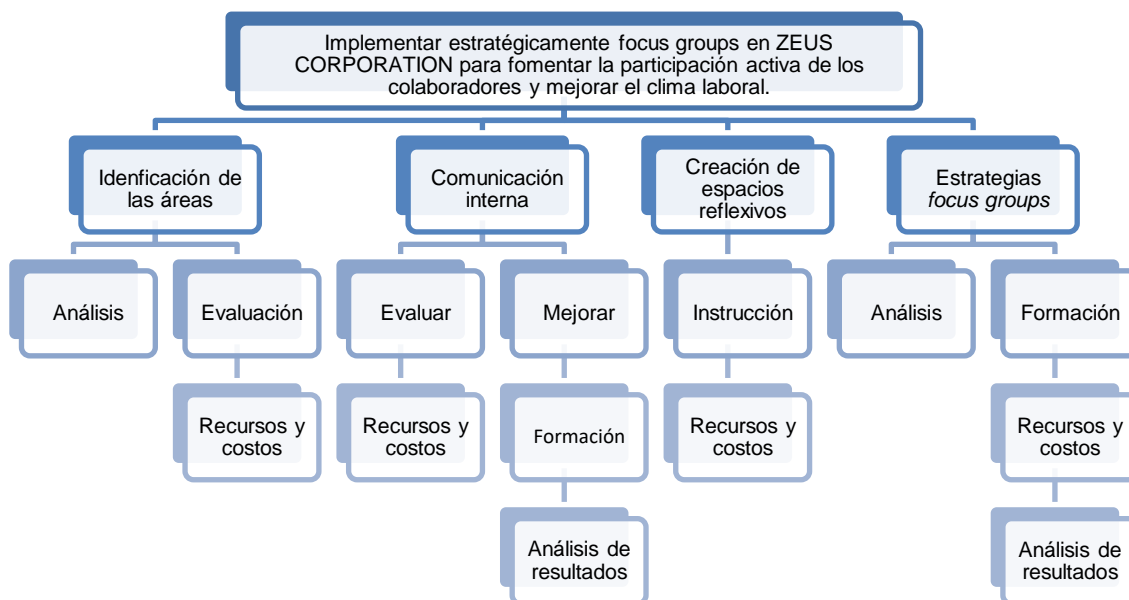 Implementar estratégicamente focus groups en ZEUS
CORPORATION para fomentar la participación activa de los
colaboradores y mejorar el clima laboral.
Idenficación de
las áreas
Comunicación
interna
Creación de
espacios
reflexivos
Estrategias
focus groups
Análisis
Evaluación
Evaluar
Mejorar
Instrucción
Análisis
Formación
Recursos y
costos
Recursos y
costos
Formación
Recursos y
costos
Recursos y
costos
Análisis de
resultados
Análisis de
resultados